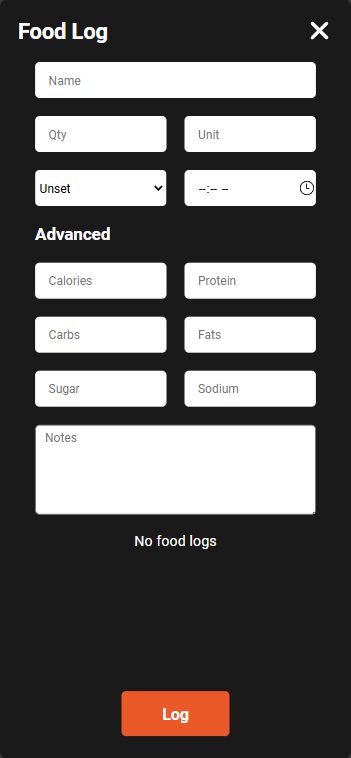 Food Log
Name
Qty Unit
Unset --:-- --
Advanced
Calories Protein
Carbs Fats
Sugar Sodium
Notes
No food logs
Log